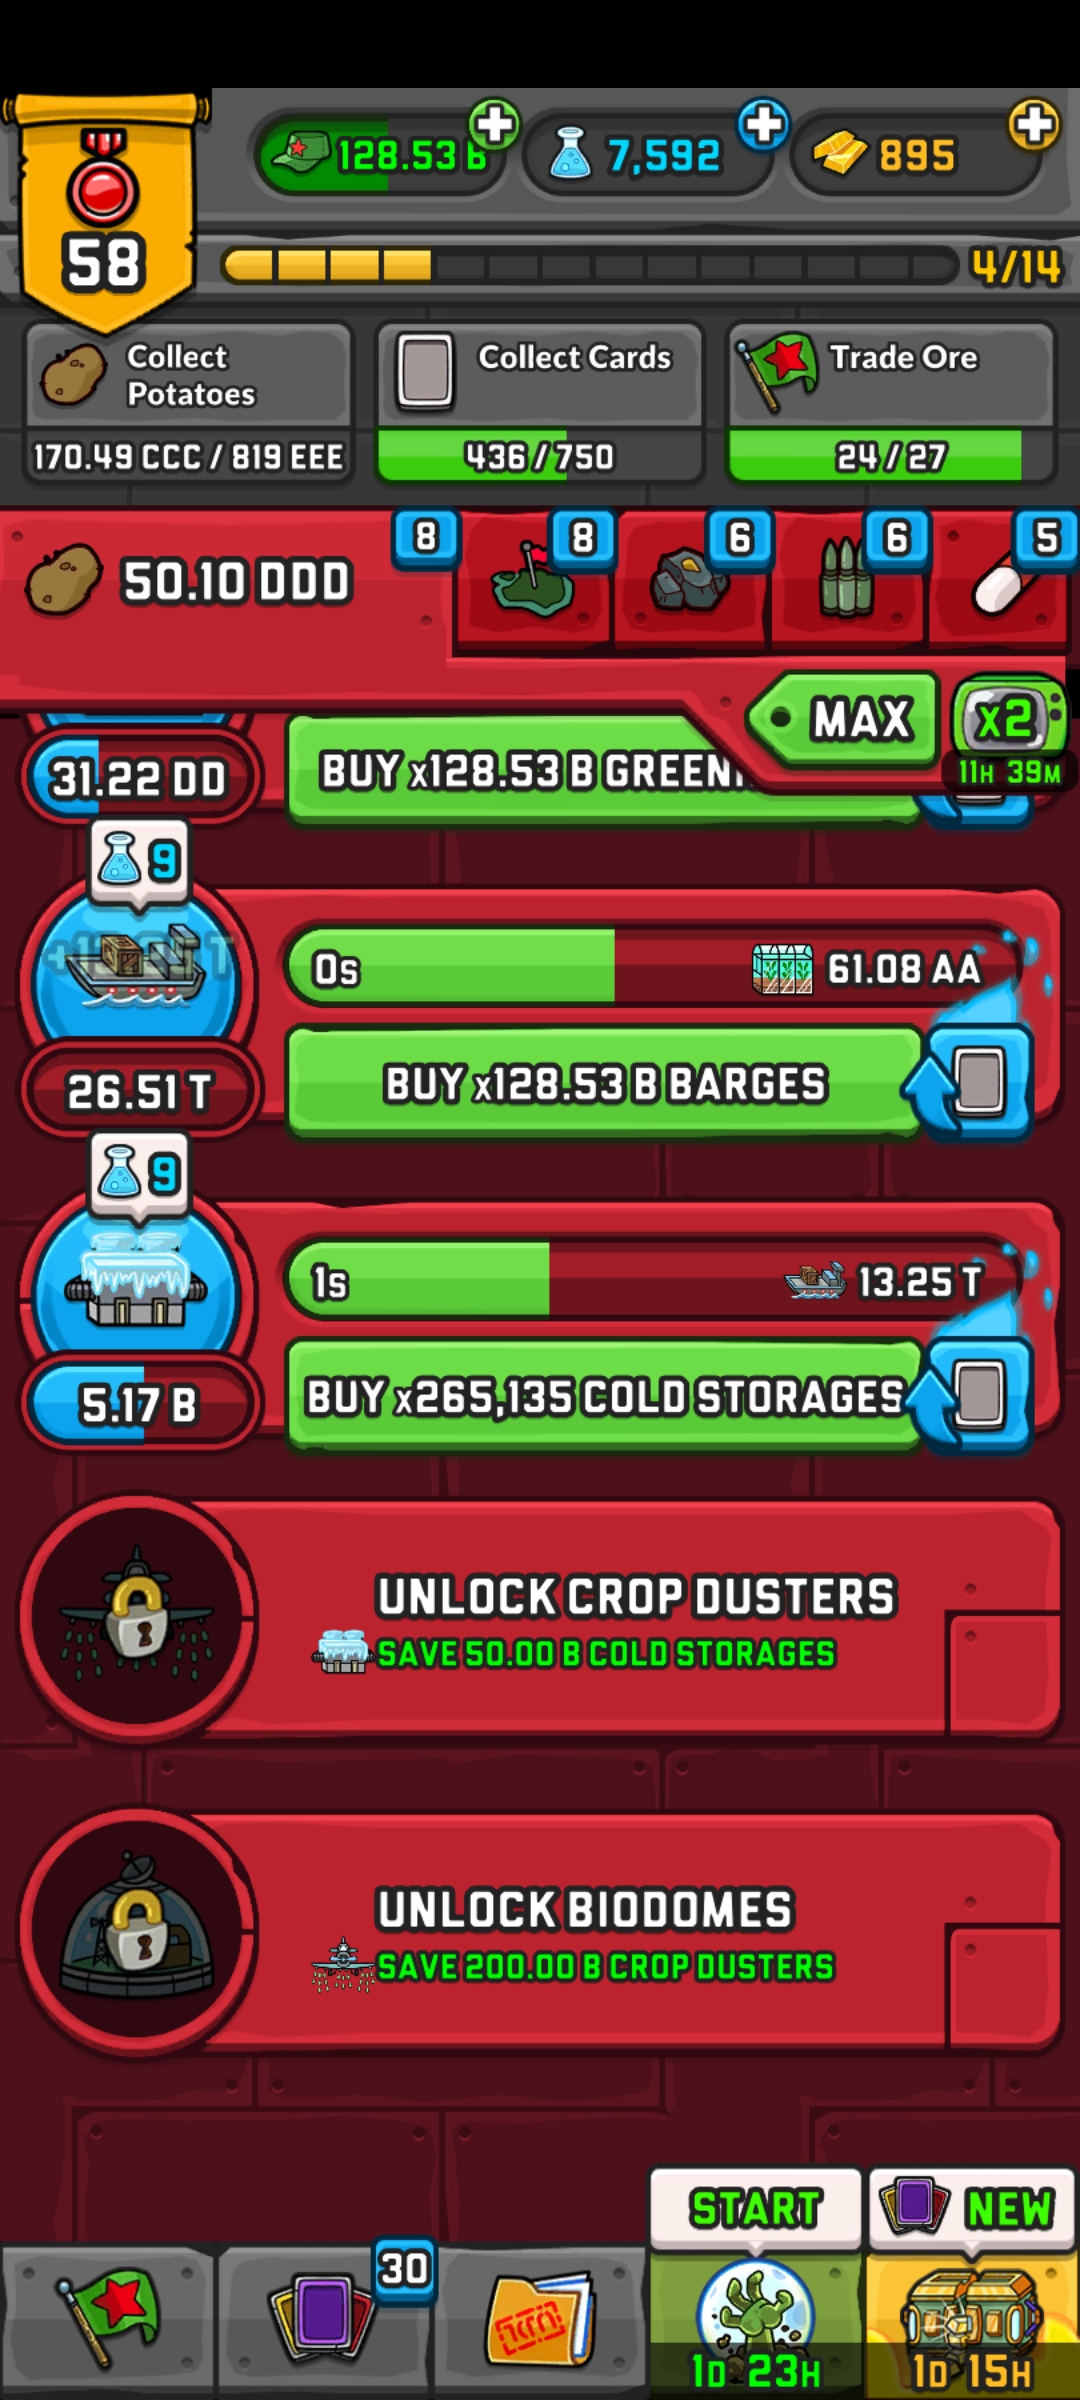 128.53 B
7,592
895
58
4/14
Collect
Potatoes
170.49 CCC / 819 EEE
Collect Cards
436 / 750
Trade Ore
24 / 27
50.10 DDD
8
8
6
6
5
MAX
x2
11H 39M
31.22 DD
BUY x128.53 B
9
0s
61.08 AA
26.51 T
BUY x128.53 B BARGES
9
1s
13.25 T
5.17 B
BUY x265,135 COLD STORAGES
UNLOCK CROP DUSTERS
SAVE 50.00 B COLD STORAGES
UNLOCK BIODOMES
SAVE 200.00 B CROP DUSTERS
START
NEW
30
1D 23H
1D 15H